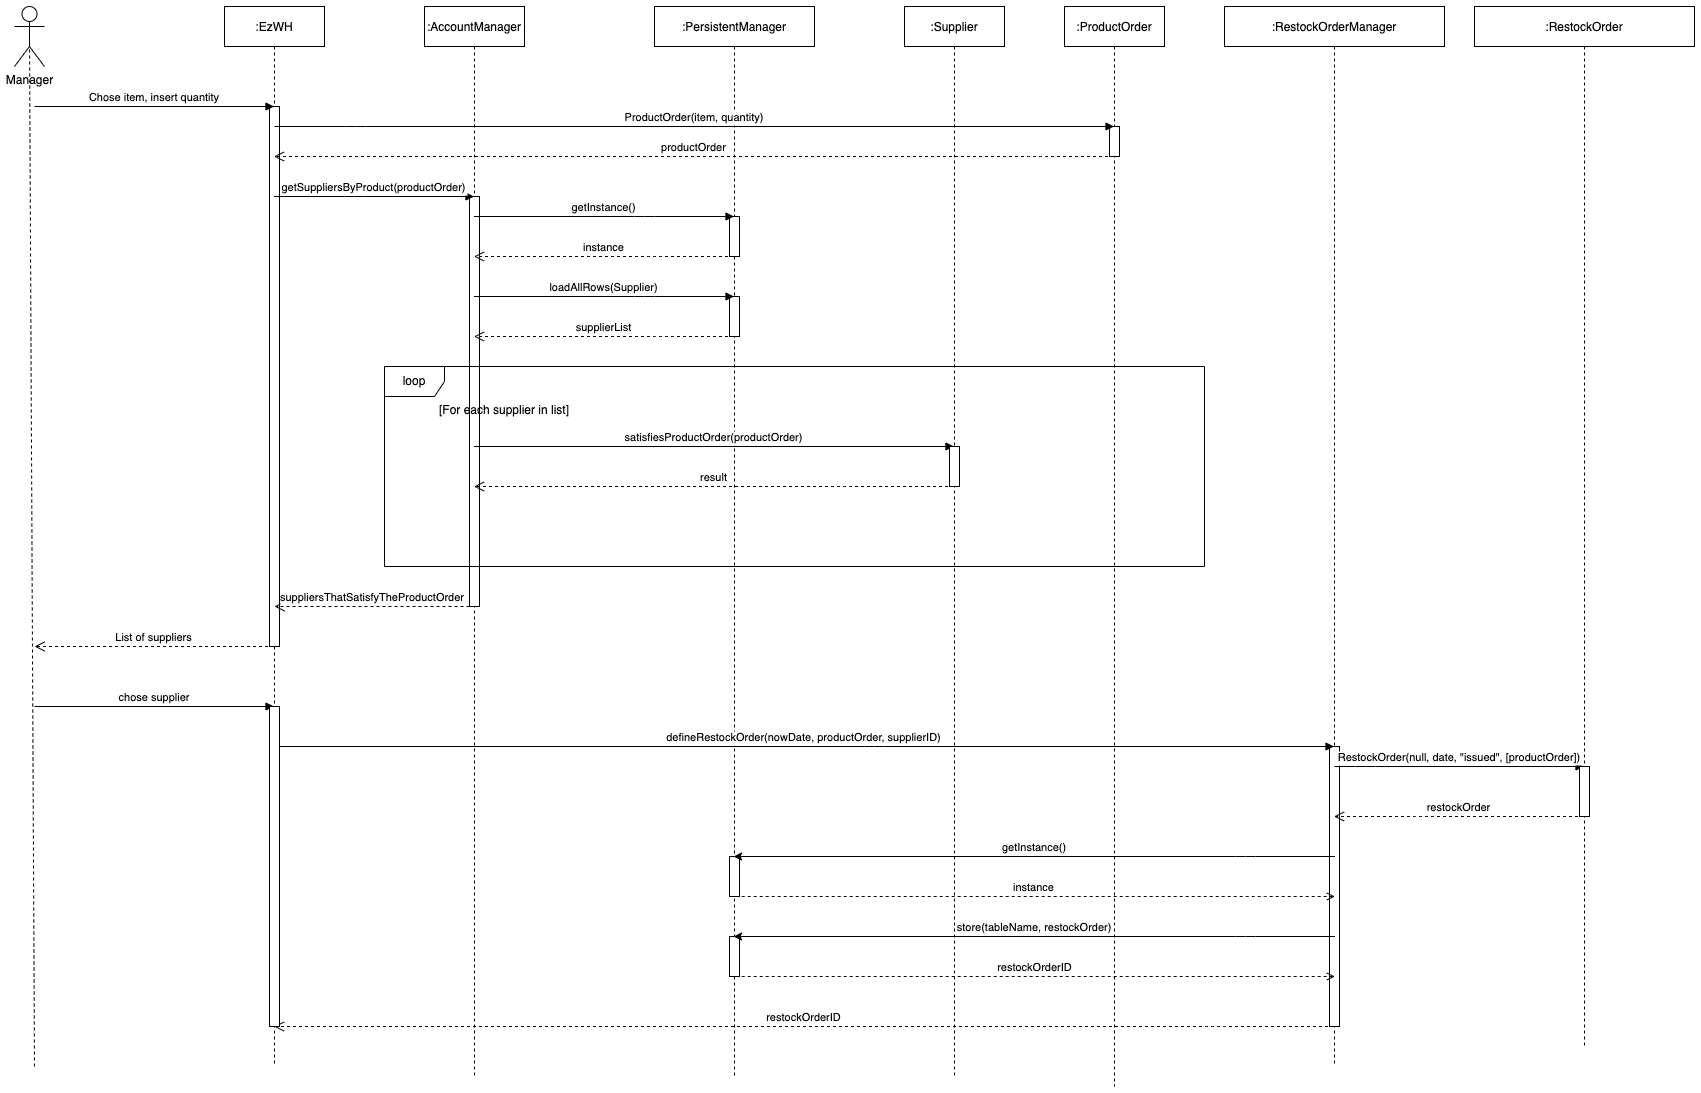 :EzWH
:AccountManager
:PersistentManager
:Supplier
:ProductOrder
:RestockOrderManager
:RestockOrder
Manager
Chose item, insert quantity
ProductOrder(item, quantity)
productOrder
getSuppliersByProduct(productOrder)
getInstance()
instance
loadAllRows(Supplier)
supplierList
loop
[For each supplier in list]
satisfiesProductOrder(productOrder)
result
suppliersThatSatisfyTheProductOrder
List of suppliers
chose supplier
defineRestockOrder(nowDate, productOrder, supplierID)
RestockOrder(null, date, "issued", [productOrder])
restockOrder
getInstance()
instance
store(tableName, restockOrder)
restockOrderID
restockOrderID